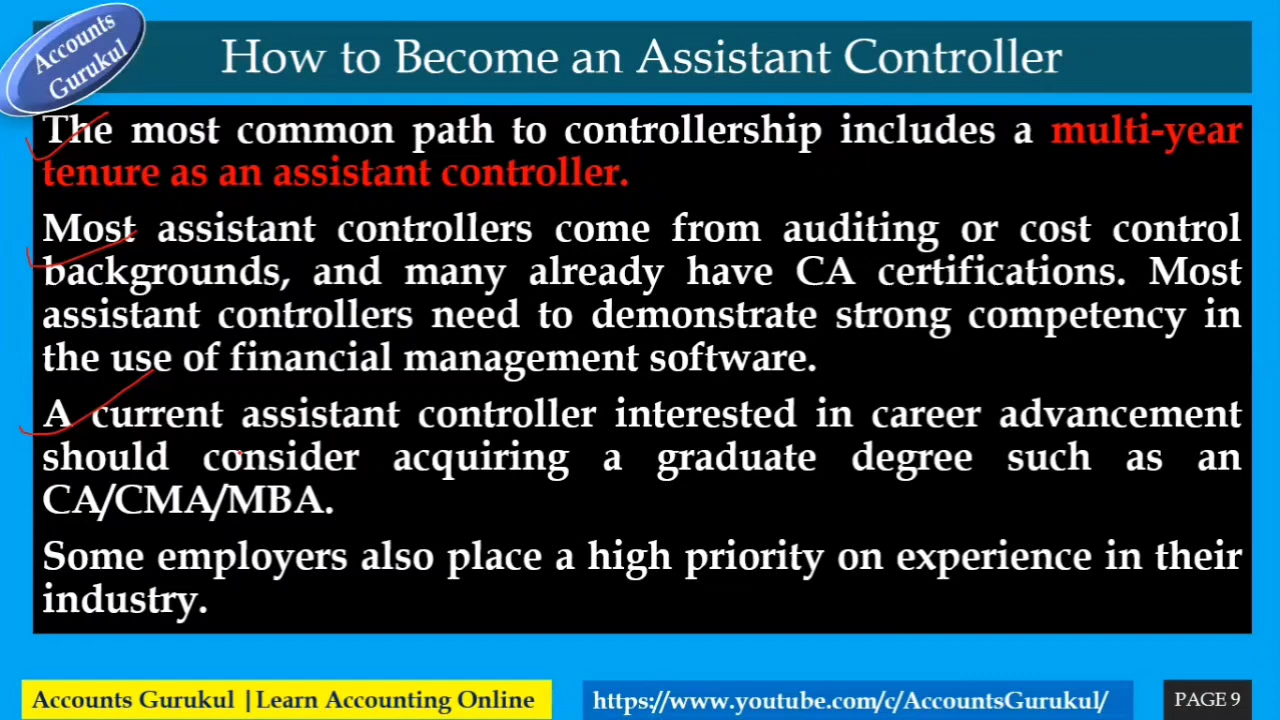 Accounts
Gurukul
How to Become an Assistant Controller
The most common path to controllership includes a multi-year
tenure as an assistant controller.
Most assistant controllers come from auditing or cost control
backgrounds, and many already have CA certifications. Most
assistant controllers need to demonstrate strong competency in
the use of financial management software.
A current assistant controller interested in career advancement
should consider acquiring a graduate degree such as an
CA/CMA/MBA.
Some employers also place a high priority on experience in their
industry.
Accounts Gurukul |Learn Accounting Online
https://www.youtube.com/c/AccountsGurukul/
PAGE 9